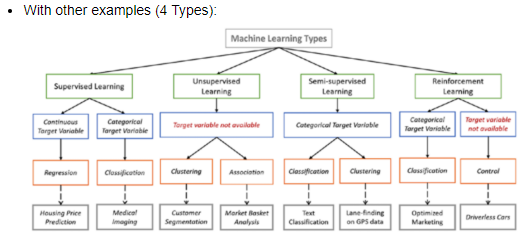 • With other examples (4 Types):
Machine Learning Types
Supervised Learning
Unsupervised
Learning
Semi-supervised
Learning
Reinforcement
Learning
Continuous
Target Variable
Categorical
Target Variable
Target variable not available
Categorical Target Variable
Categorical
Target Variable
Target variable
not available
Regression
Classification
Clustering
Association
Classification
Clustering
Classification
Control
Housing Price
Prediction
Medical
Imaging
Customer
Segmentation
Market Basket
Analysis
Text
Classification
Lane-finding
on GPS data
Optimized
Marketing
Driverless Cars